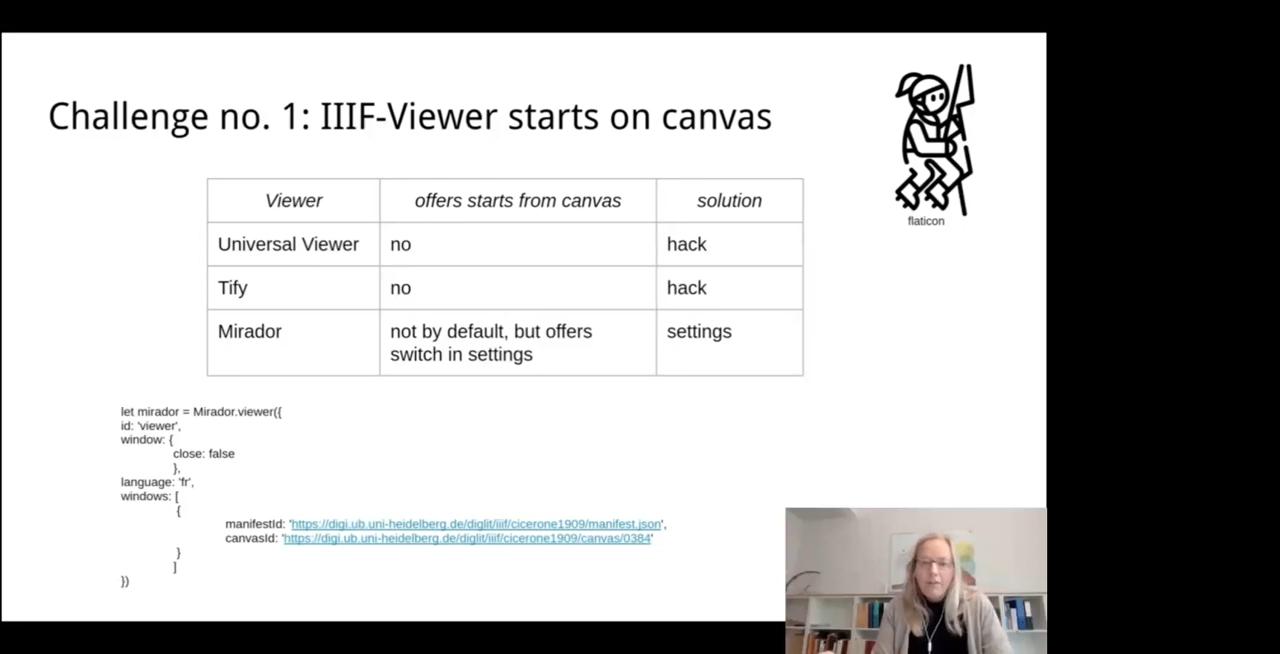 Challenge no. 1: IIIF-Viewer starts on canvas
flaticon
Viewer offers starts from canvas solution
Universal Viewer no hack
Tify no hack
Mirador not by default, but offers settings
switch in settings
let mirador = Mirador.viewer({
id: 'viewer',
window: {
close: false
},
language: 'fr',
windows: [
{
manifestId: 'https://digi.ub.uni-heidelberg.de/diglit/iiif/cicerone1909/manifest.json',
canvasId: 'https://digi.ub.uni-heidelberg.de/diglit/iiif/cicerone1909/canvas/0384'
}
]
})